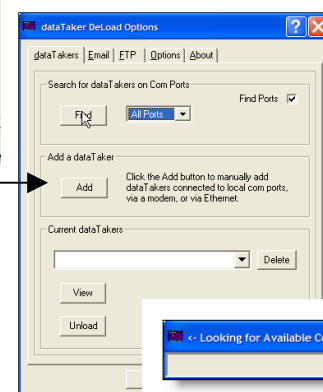 dataTaker DeLoad Options
dataTakers Email FTP Options About
Search for dataTakers on Com Ports
Find Ports
Find All Ports
Add a dataTaker
Add
Click the Add button to manually add
dataTakers connected to local com ports,
via a modem, or via Ethernet.
Current dataTakers
Delete
View
Unload
<- Looking for Available